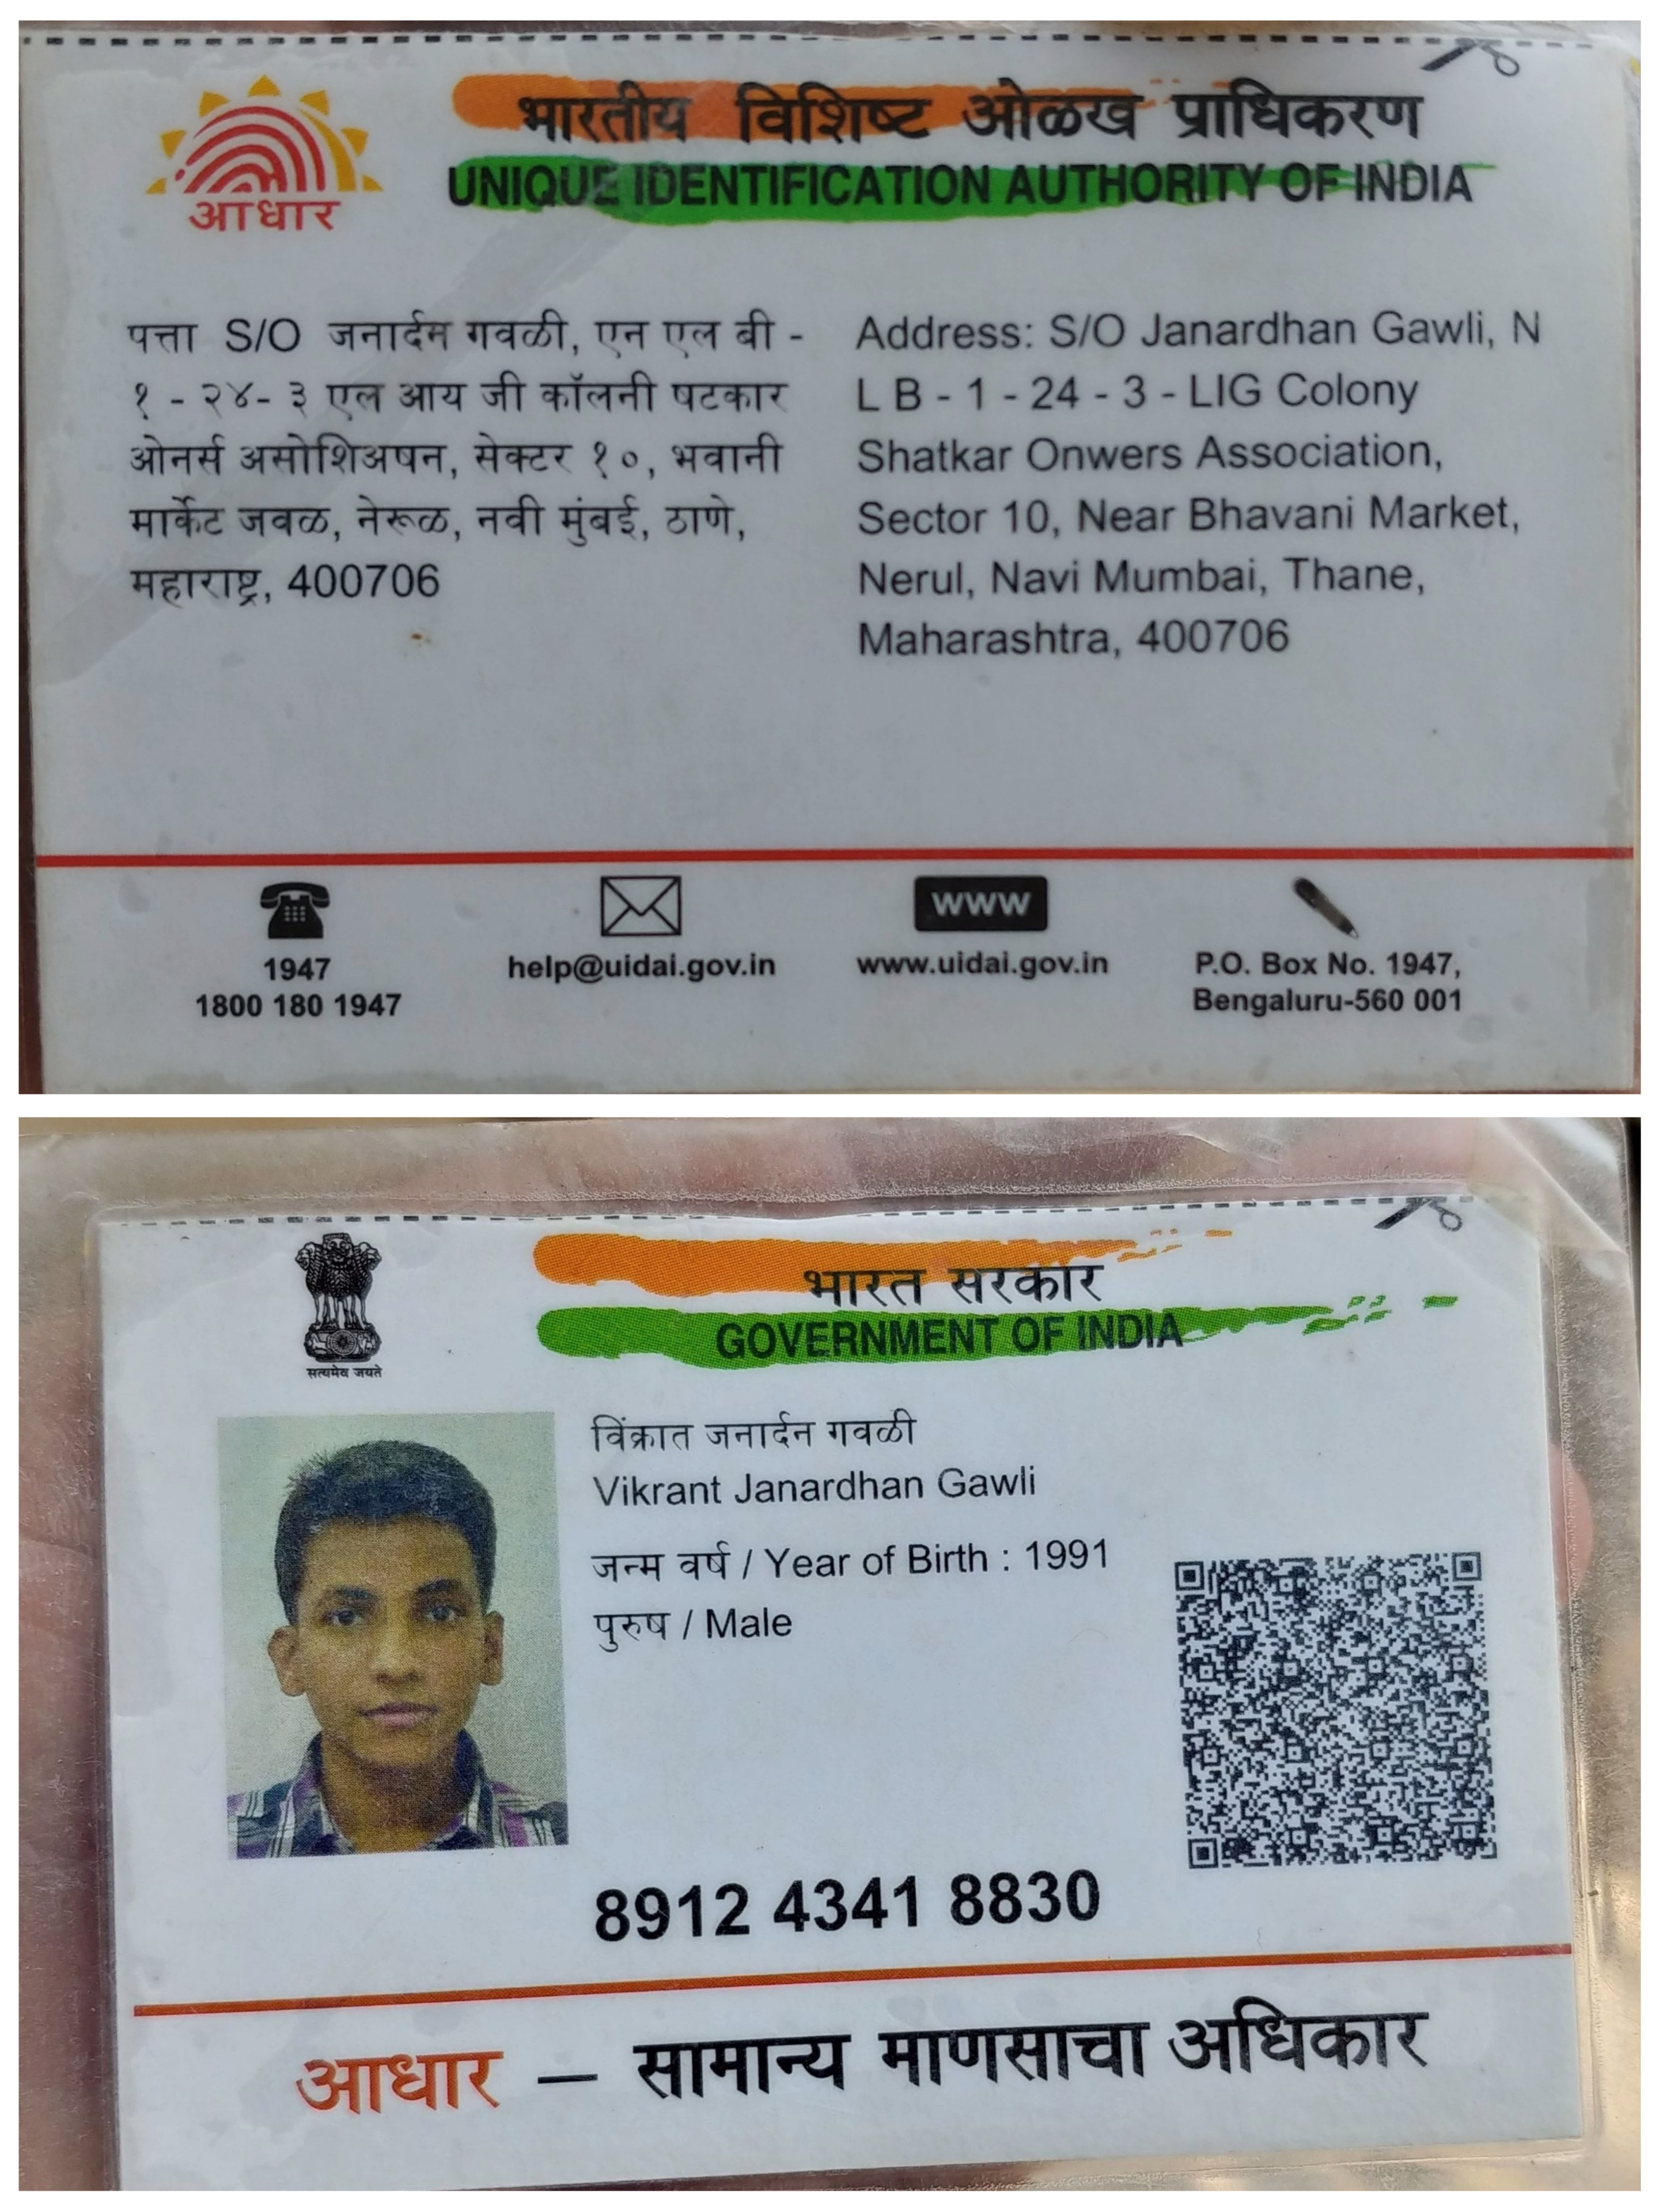 भारतीय विशिष्ट ओळख प्राधिकरण
UNIQUE IDENTIFICATION AUTHORITY OF INDIA
आधार
पत्ता S/O जनार्दन गवळी, एन एल बी -
१ - २४- ३ एल आय जी कॉलनी षटकार
ओनर्स असोशिअषन, सेक्टर १०, भवानी
मार्केट जवळ, नेरूळ, नवी मुंबई, ठाणे,
महाराष्ट्र, 400706
Address: S/O Janardhan Gawli, N
L B - 1 - 24 - 3 - LIG Colony
Shatkar Onwers Association,
Sector 10, Near Bhavani Market,
Nerul, Navi Mumbai, Thane,
Maharashtra, 400706
1947
1800 180 1947
help@uidai.gov.in
www
www.uidai.gov.in
P.O. Box No. 1947,
Bengaluru-560 001
भारत सरकार
GOVERNMENT OF INDIA
सत्यमेव जयते
विंक्रात जनार्दन गवळी
Vikrant Janardhan Gawli
जन्म वर्ष / Year of Birth : 1991
पुरुष / Male
8912 4341 8830
आधार – सामान्य माणसाचा अधिकार